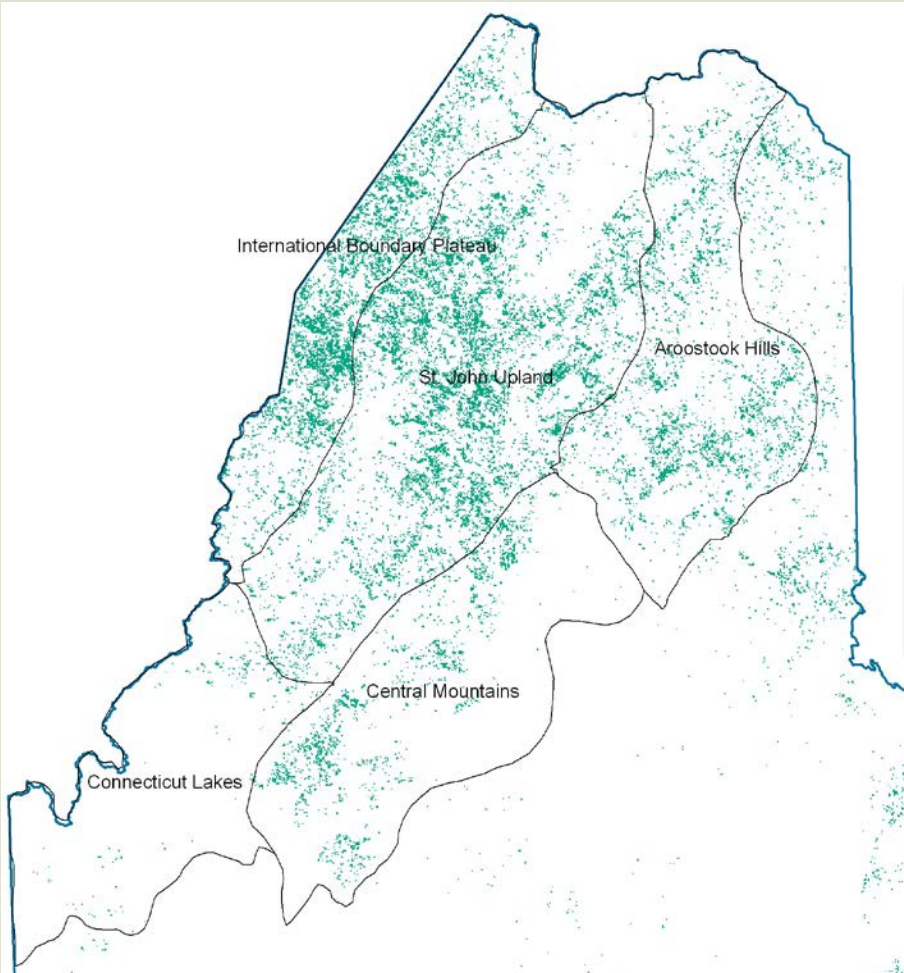 International Boundary Plateau
Aroostook Hills
St. John Upland
Central Mountains
Connecticut Lakes